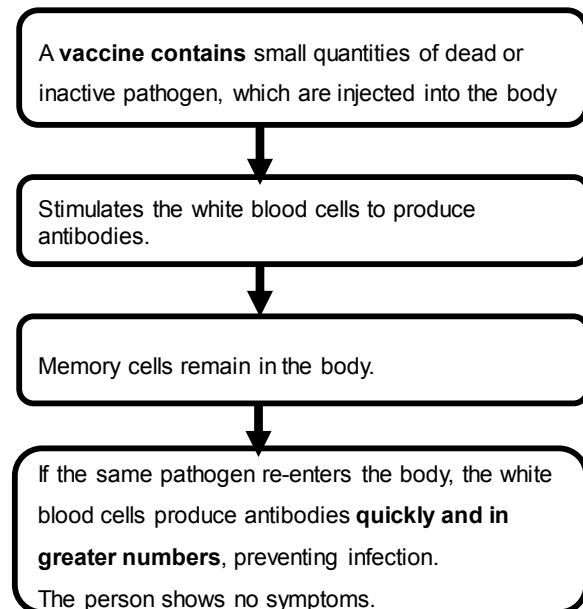 A vaccine contains small quantities of dead or
inactive pathogen, which are injected into the body
Stimulates the white blood cells to produce
antibodies.
Memory cells remain in the body.
If the same pathogen re-enters the body, the white
blood cells produce antibodies quickly and in
greater numbers, preventing infection.
The person shows no symptoms.